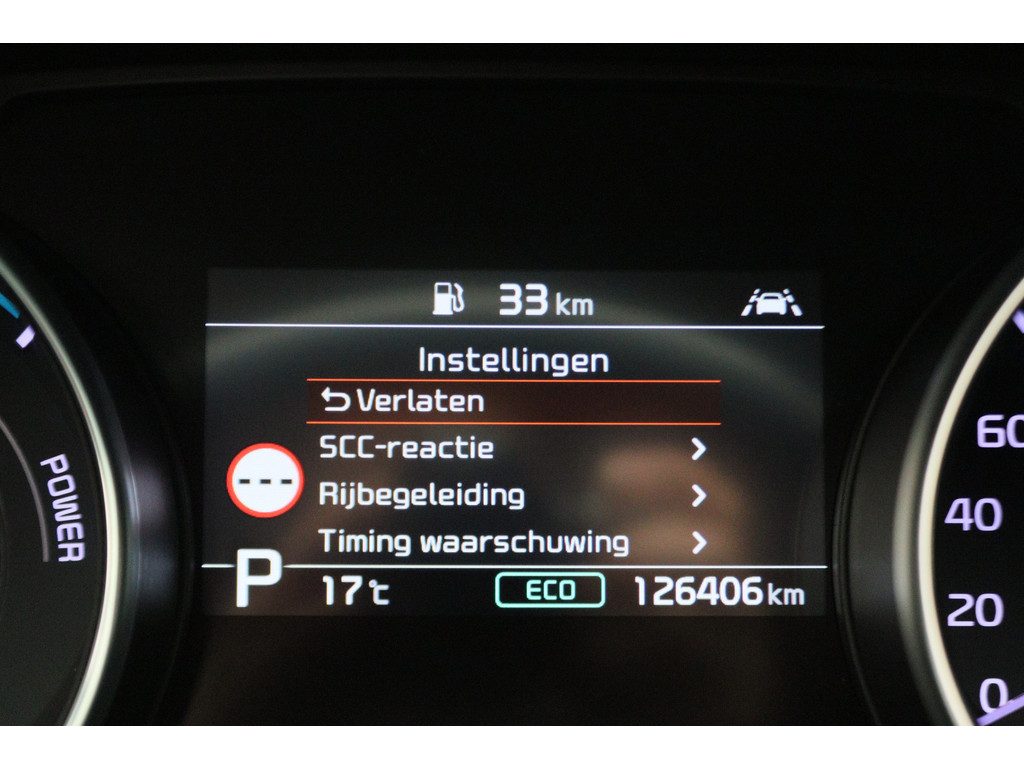 33 km
Instellingen
Verlaten
SCC-reactie
Rijbegeleiding
Timing waarschuwing
---
P 17℃ ECO 126406 km
POWER
60
40
20
0